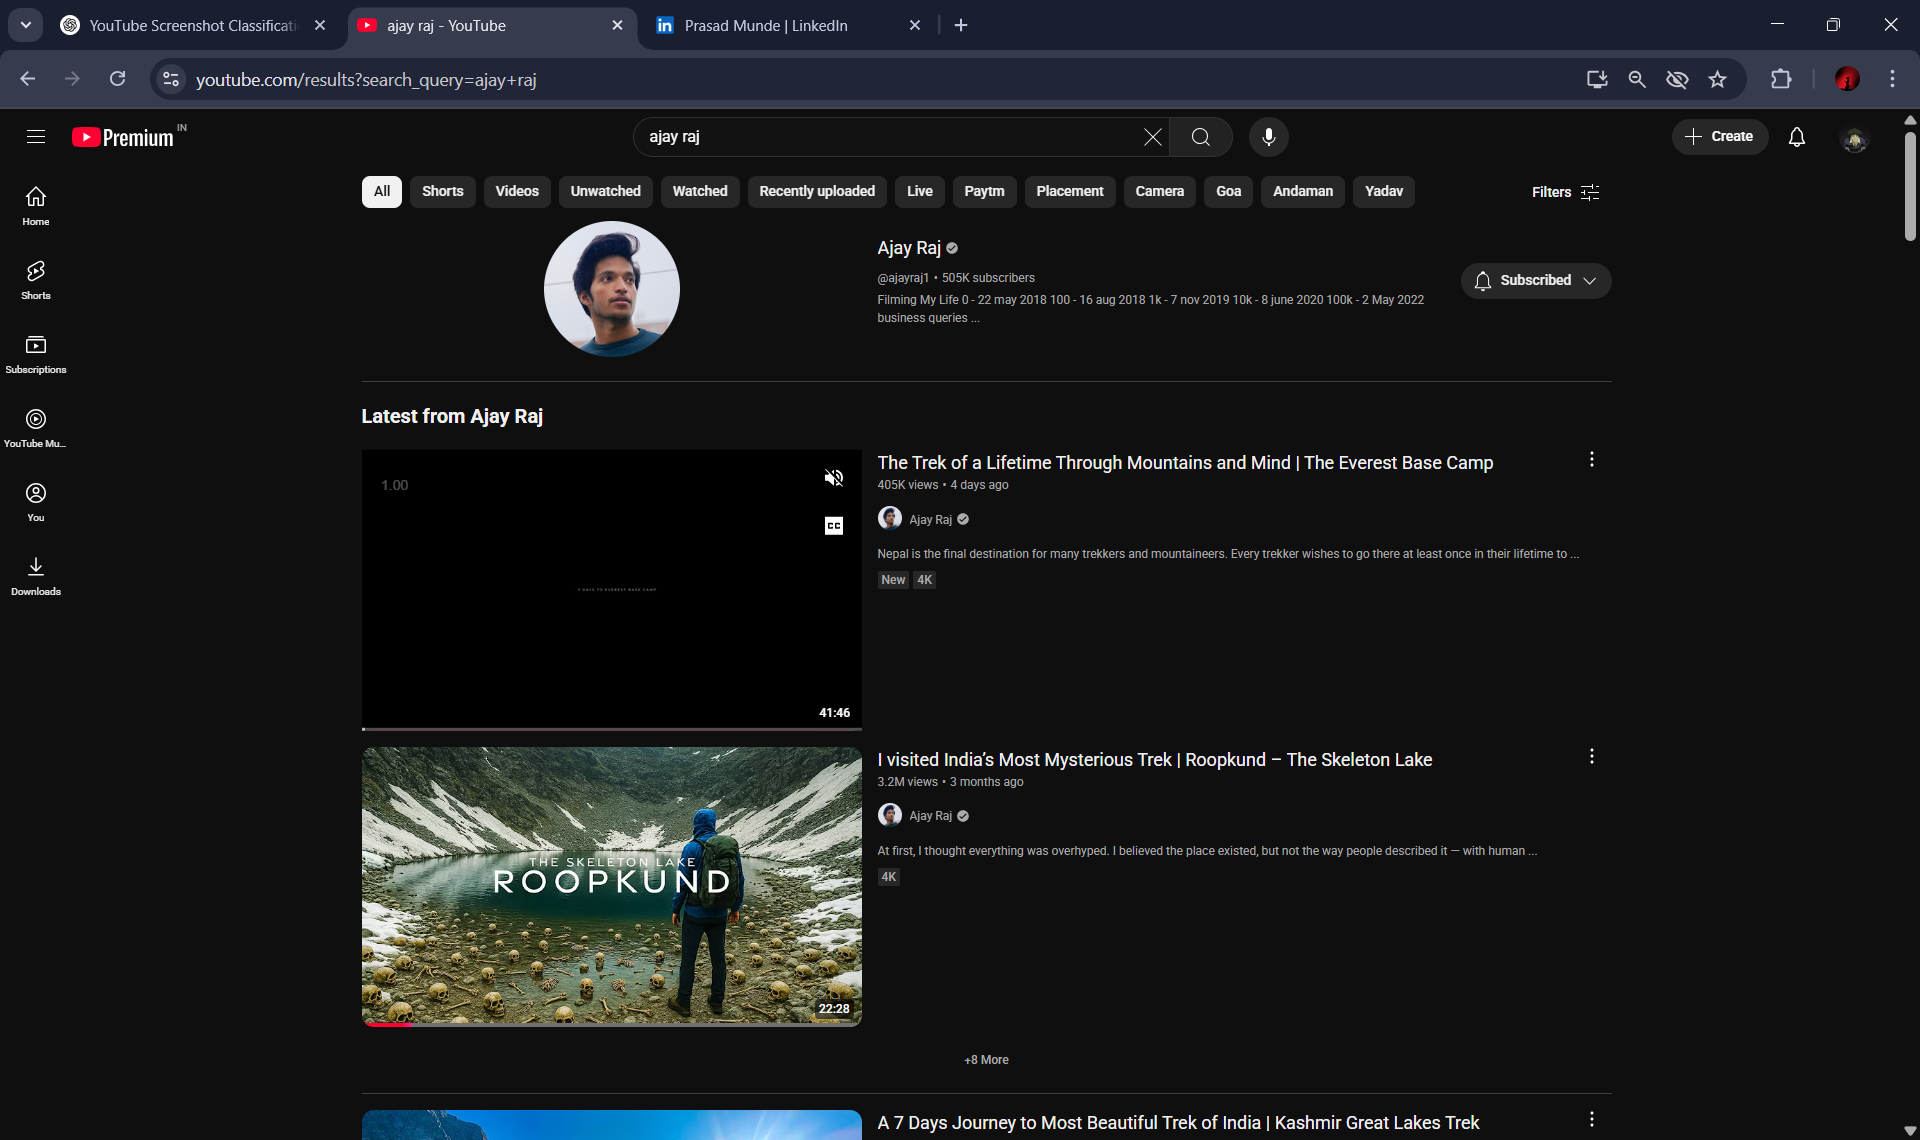 YouTube Screenshot Classificati
ajay raj - YouTube
Prasad Munde | LinkedIn
youtube.com/results?search_query=ajay+raj
Premium IN
ajay raj
Create
Home
Shorts
Subscriptions
YouTube Mu...
You
Downloads
All Shorts Videos Unwatched Watched Recently uploaded Live Paytm Placement Camera Goa Andaman Yadav
Filters
Ajay Raj
@ajayraj1 • 505K subscribers
Filming My Life 0 - 22 may 2018 100 - 16 aug 2018 1k - 7 nov 2019 10k - 8 june 2020 100k - 2 May 2022
business queries ...
Subscribed
Latest from Ajay Raj
1.00
CC
9 DAYS TO EVEREST BASE CAMP
41:46
The Trek of a Lifetime Through Mountains and Mind | The Everest Base Camp
405K views • 4 days ago
Ajay Raj
Nepal is the final destination for many trekkers and mountaineers. Every trekker wishes to go there at least once in their lifetime to ...
New 4K
THE SKELETON LAKE
ROOPKUND
22:28
I visited India’s Most Mysterious Trek | Roopkund – The Skeleton Lake
3.2M views • 3 months ago
Ajay Raj
At first, I thought everything was overhyped. I believed the place existed, but not the way people described it — with human ...
4K
+8 More
A 7 Days Journey to Most Beautiful Trek of India | Kashmir Great Lakes Trek